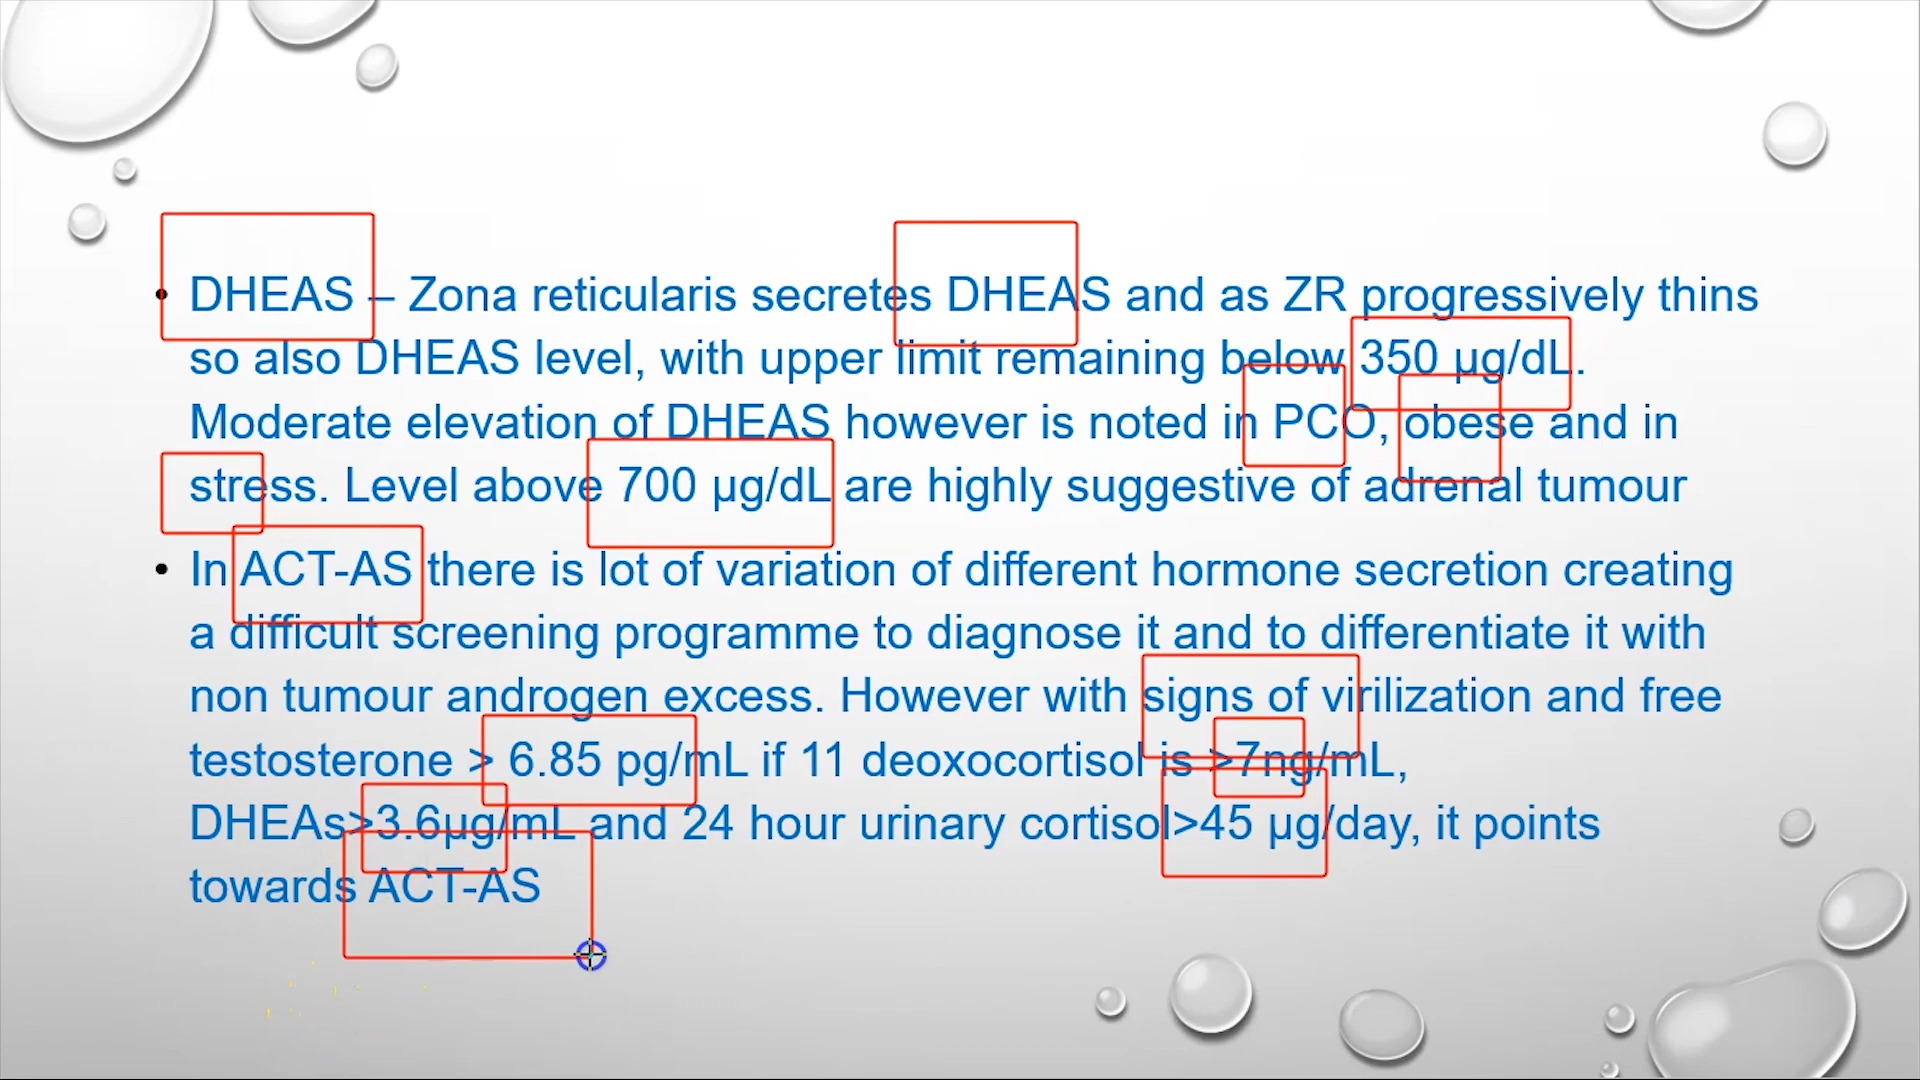 • DHEAS – Zona reticularis secretes DHEAS and as ZR progressively thins
so also DHEAS level, with upper limit remaining below 350 µg/dL.
Moderate elevation of DHEAS however is noted in PCO, obese and in
stress. Level above 700 µg/dL are highly suggestive of adrenal tumour
• In ACT-AS there is lot of variation of different hormone secretion creating
a difficult screening programme to diagnose it and to differentiate it with
non tumour androgen excess. However with signs of virilization and free
testosterone > 6.85 pg/mL if 11 deoxocortisol is >7ng/mL,
DHEAs>3.6µg/mL and 24 hour urinary cortisol>45 µg/day, it points
towards ACT-AS